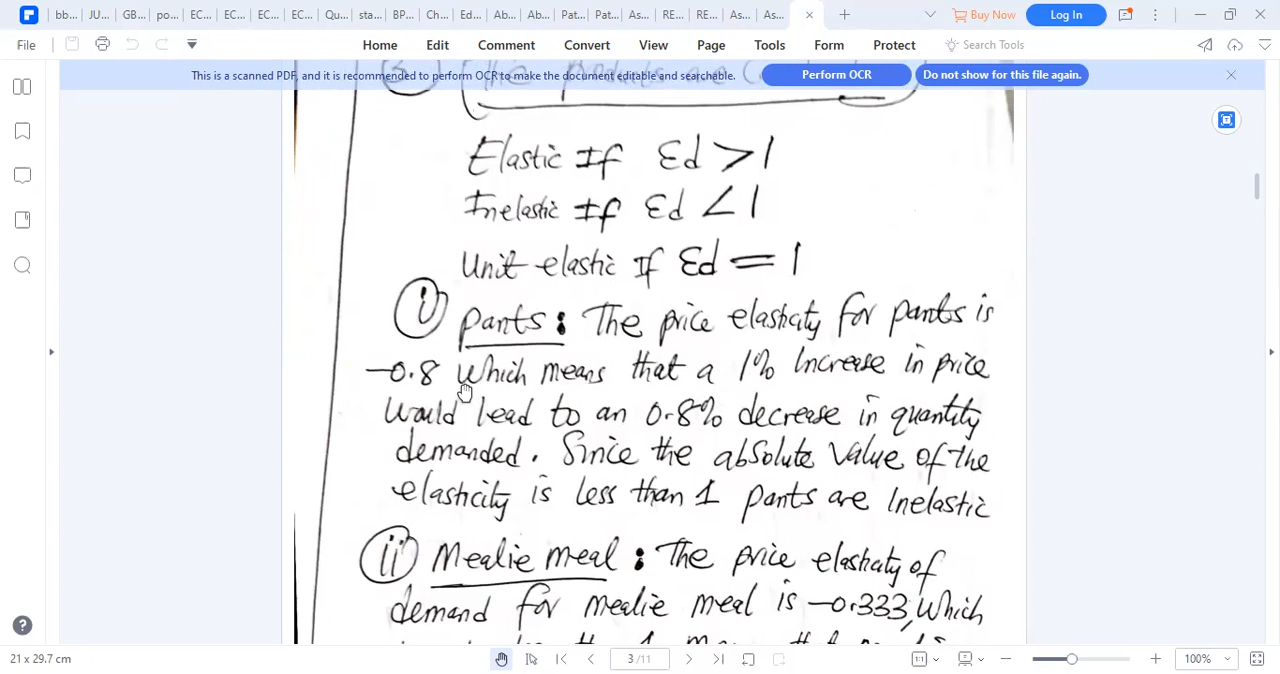 bb...
JU...
GB...
po...
EC...
EC...
EC...
EC...
Qu...
sta...
BP...
Ch...
Ed...
Ab...
Ab...
Pat...
Pat...
As...
RE...
RE...
As...
As...
Buy Now
Log In
File
Home
Edit
Comment
Convert
View
Page
Tools
Form
Protect
Search Tools
This is a scanned PDF, and it is recommended to perform OCR to make the document editable and searchable.
Perform OCR
Do not show for this file again.
Elastic If Ɛd > 1
Inelastic If Ɛd < 1
Unit elastic If Ɛd = 1
i pants: The price elasticity for pants is
-0.8 which means that a 1% Increase in price
would lead to an 0.8% decrease in quantity
demanded. Since the absolute value of the
elasticity is less than 1 pants are Inelastic
ii Mealie meal: The price elasticity of
demand for mealie meal is -0.333, which
21 x 29.7 cm
3 /11
1:1
100%